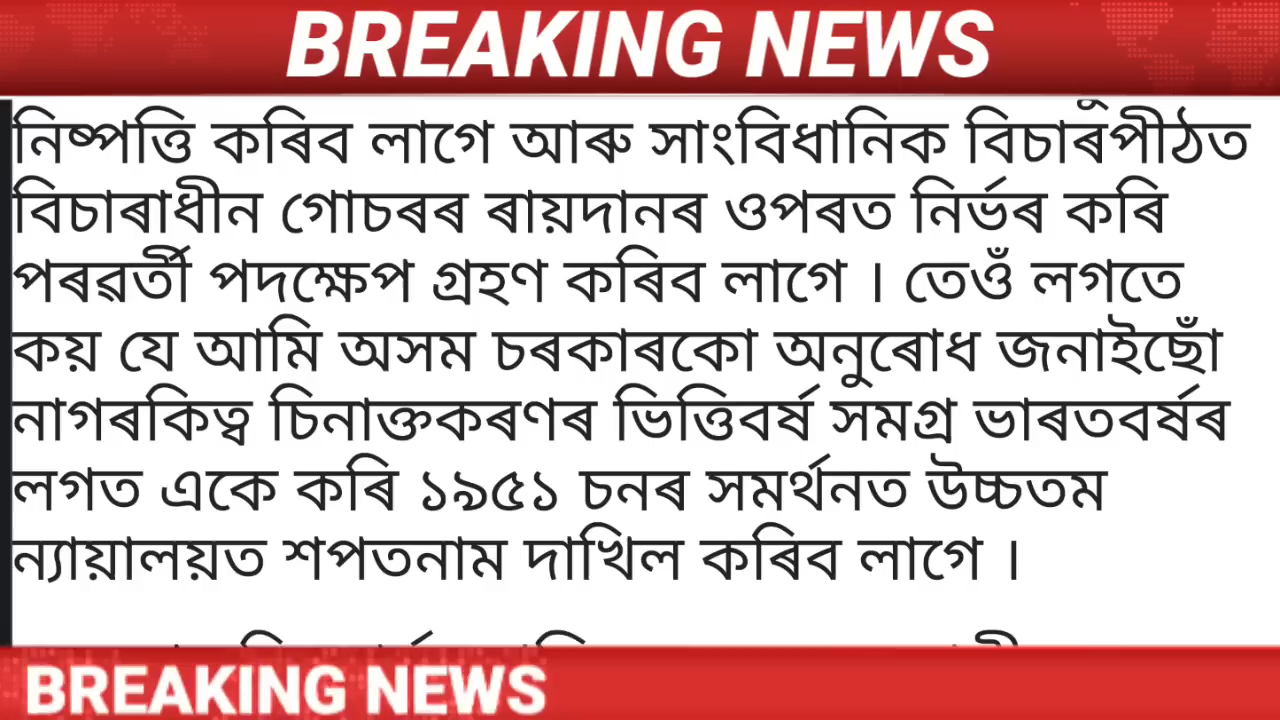 BREAKING NEWS
নিষ্পত্তি কৰিব লাগে আৰু সাংবিধানিক বিচাৰপীঠত
বিচাৰাধীন গোচৰৰ ৰায়দানৰ ওপৰত নিৰ্ভৰ কৰি
পৰৱৰ্তী পদক্ষেপ গ্ৰহণ কৰিব লাগে । তেওঁ লগতে
কয় যে আমি অসম চৰকাৰকো অনুৰোধ জনাইছোঁ
নাগৰকিত্ব চিনাক্তকৰণৰ ভিত্তিবৰ্ষ সমগ্ৰ ভাৰতবৰ্ষৰ
লগত একে কৰি ১৯৫১ চনৰ সমৰ্থনত উচ্চতম
ন্যায়ালয়ত শপতনাম দাখিল কৰিব লাগে ।
BREAKING NEWS